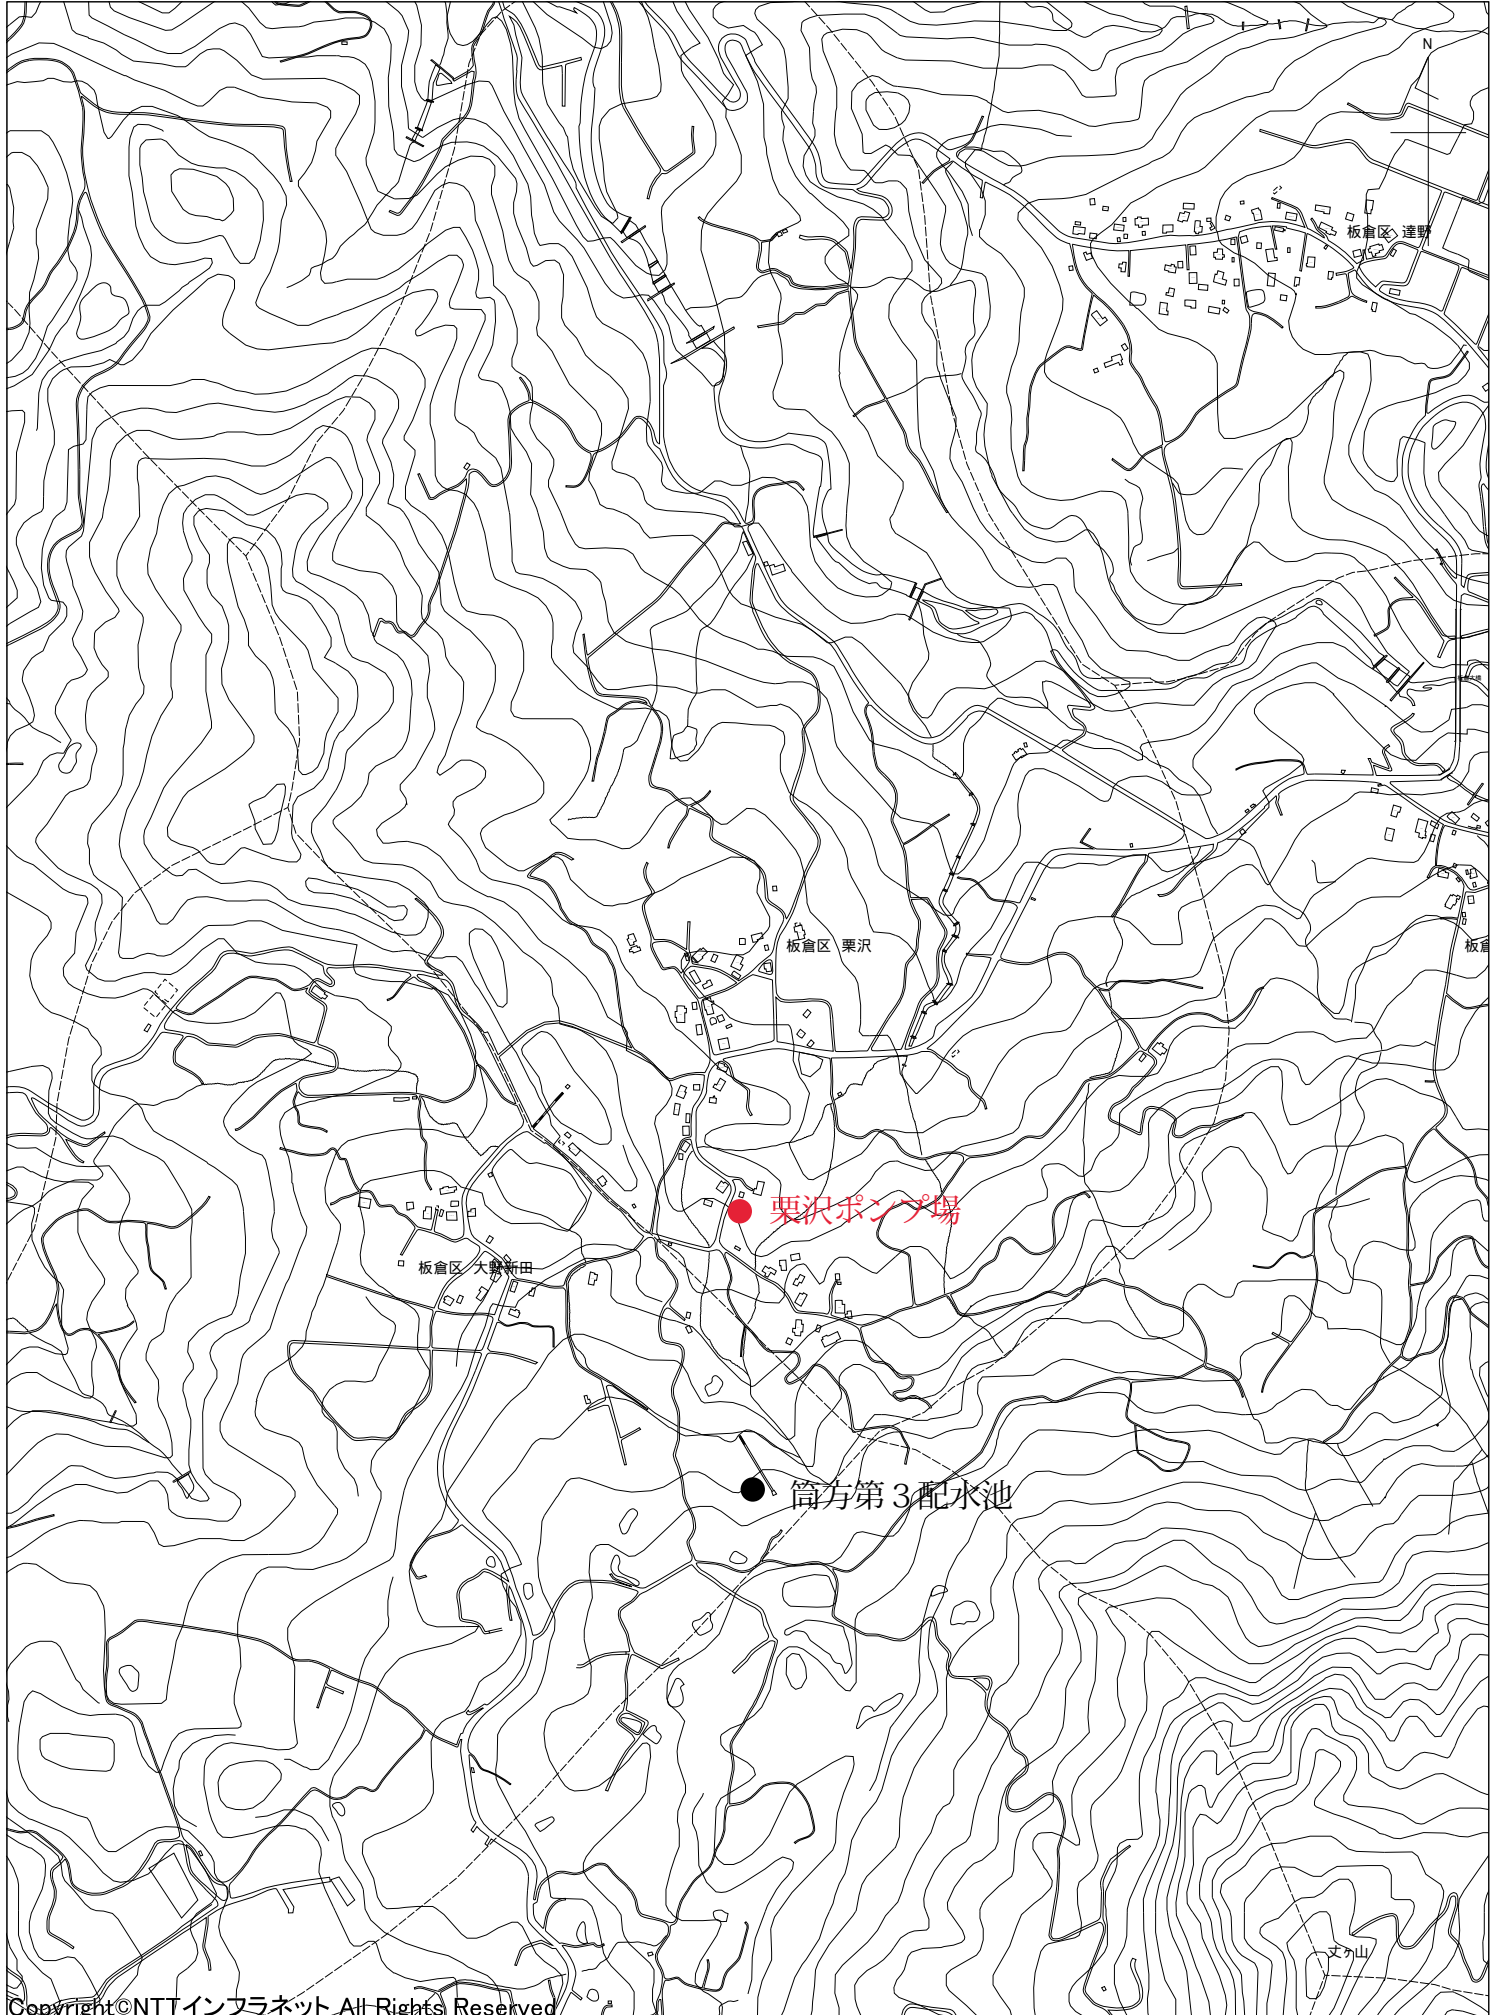 N
板倉区 達野
板倉区 栗沢
板倉
栗沢ポンプ場
板倉区 大野新田
筒方第３配水池
丈ヶ山
Copyright©NTTインフラネット All Rights Reserved